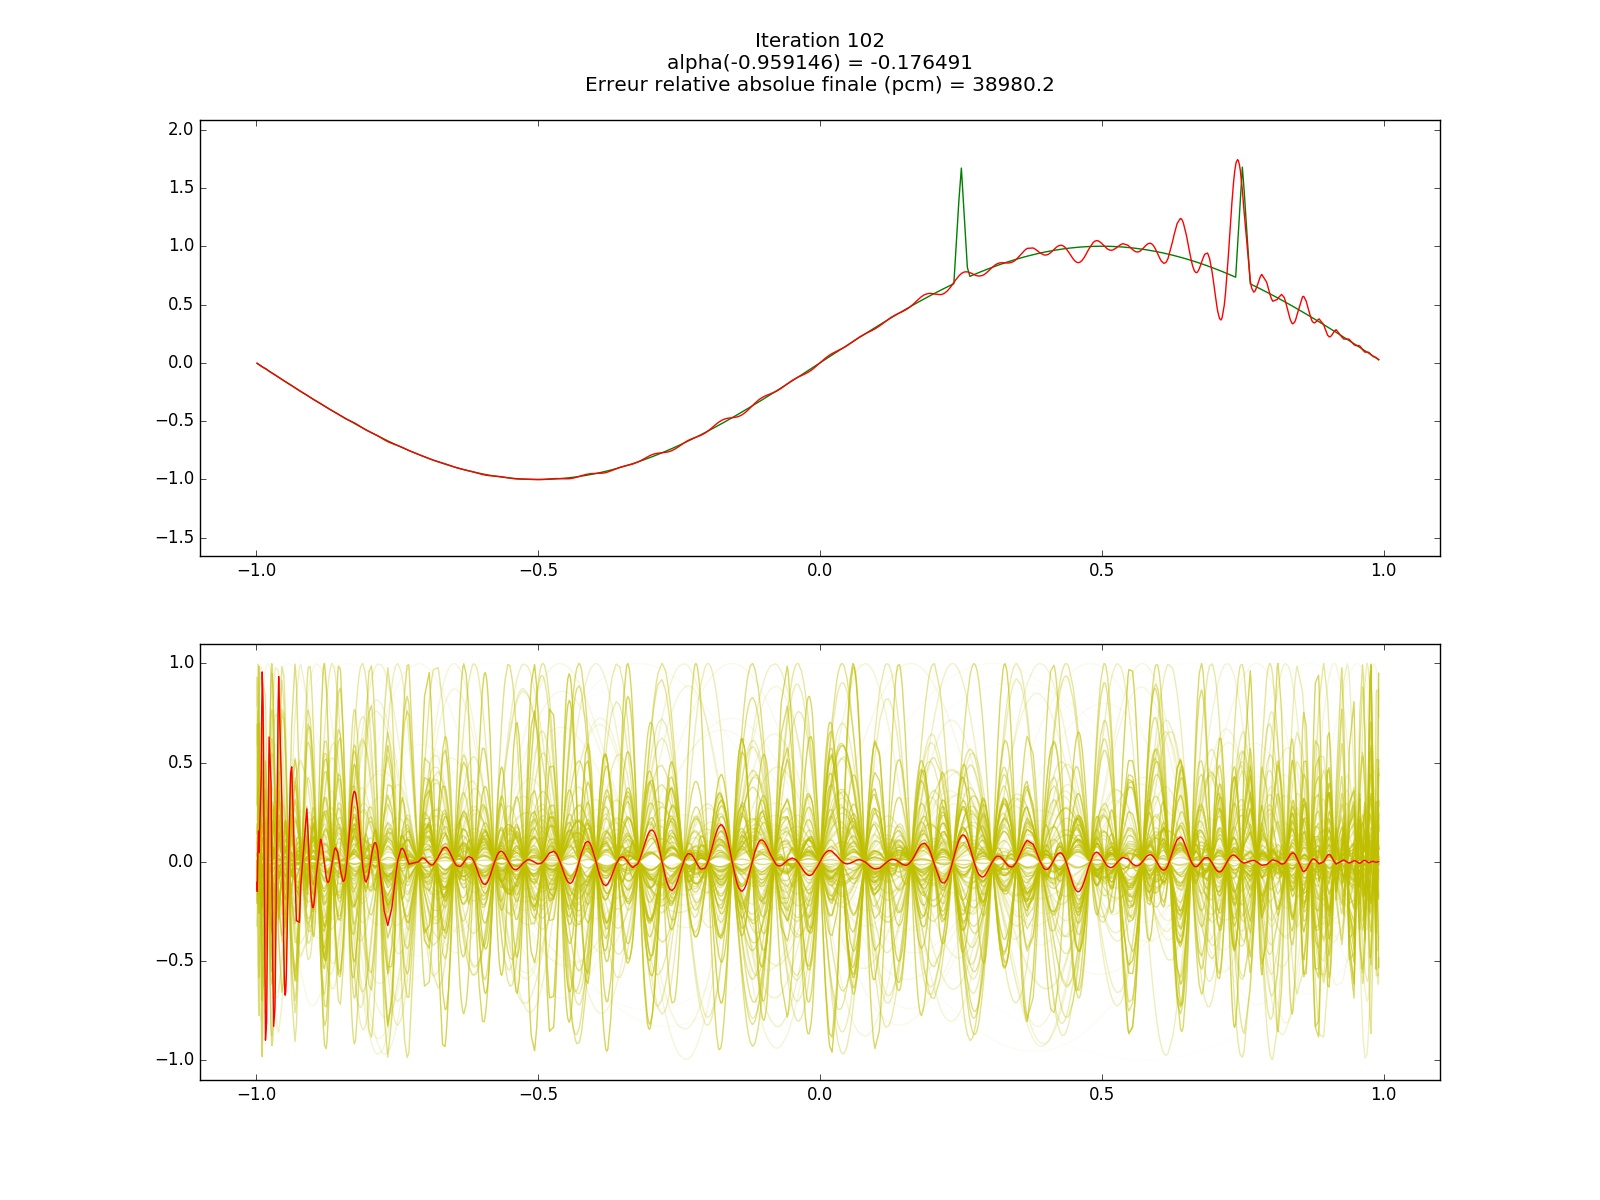 Iteration 102
alpha(-0.959146) = -0.176491
Erreur relative absolue finale (pcm) = 38980.2
2.0
1.5
1.0
0.5
0.0
−0.5
−1.0
−1.5
−1.0 −0.5 0.0 0.5 1.0
1.0
0.5
0.0
−0.5
−1.0
−1.0 −0.5 0.0 0.5 1.0